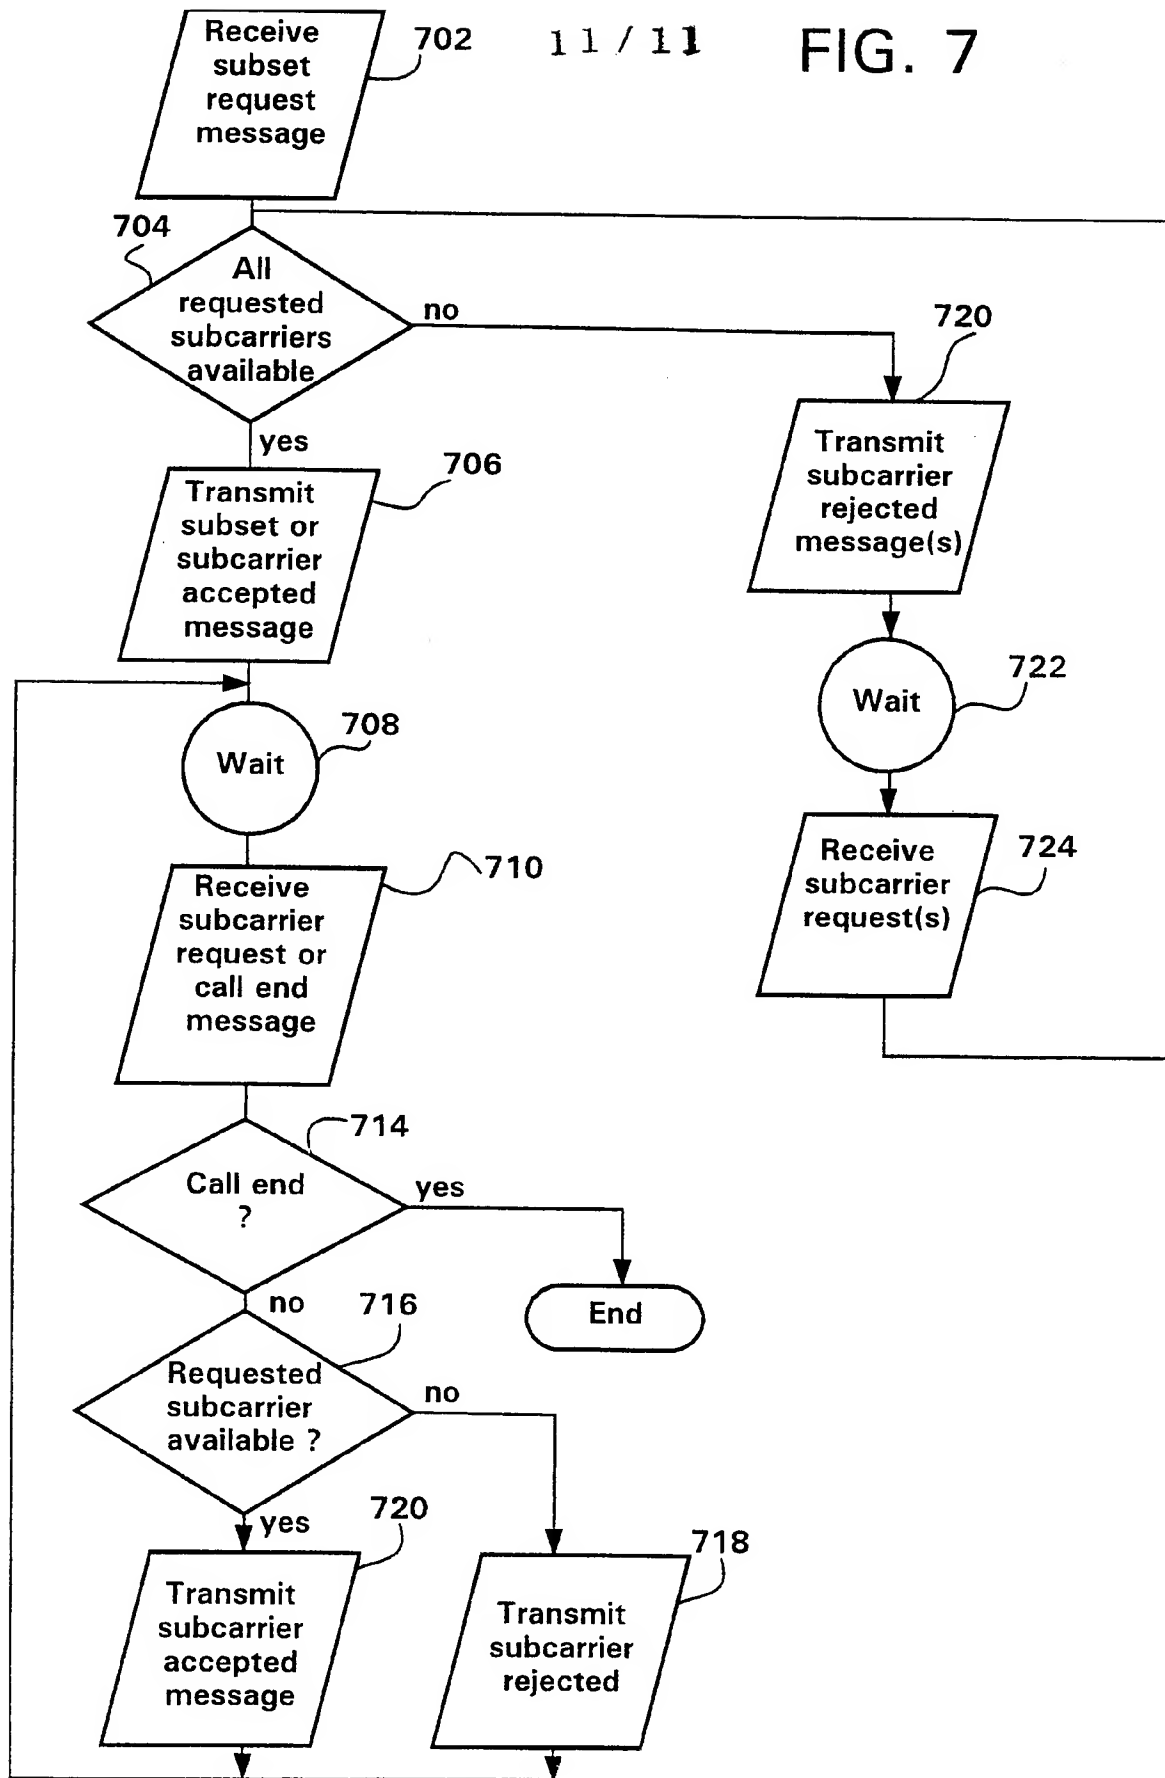 Receive
subset
request
message
702
11/11
FIG. 7
704
All
requested
subcarriers
available
no
yes
720
Transmit
subcarrier
rejected
message(s)
706
Transmit
subset or
subcarrier
accepted
message
722
Wait
708
Wait
724
Receive
subcarrier
request(s)
710
Receive
subcarrier
request or
call end
message
714
Call end
?
yes
no
End
716
Requested
subcarrier
available ?
no
yes
720
Transmit
subcarrier
accepted
message
718
Transmit
subcarrier
rejected